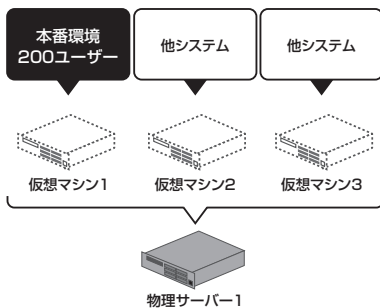 本番環境
200ユーザー
他システム
他システム
仮想マシン1
仮想マシン2
仮想マシン3
物理サーバー1